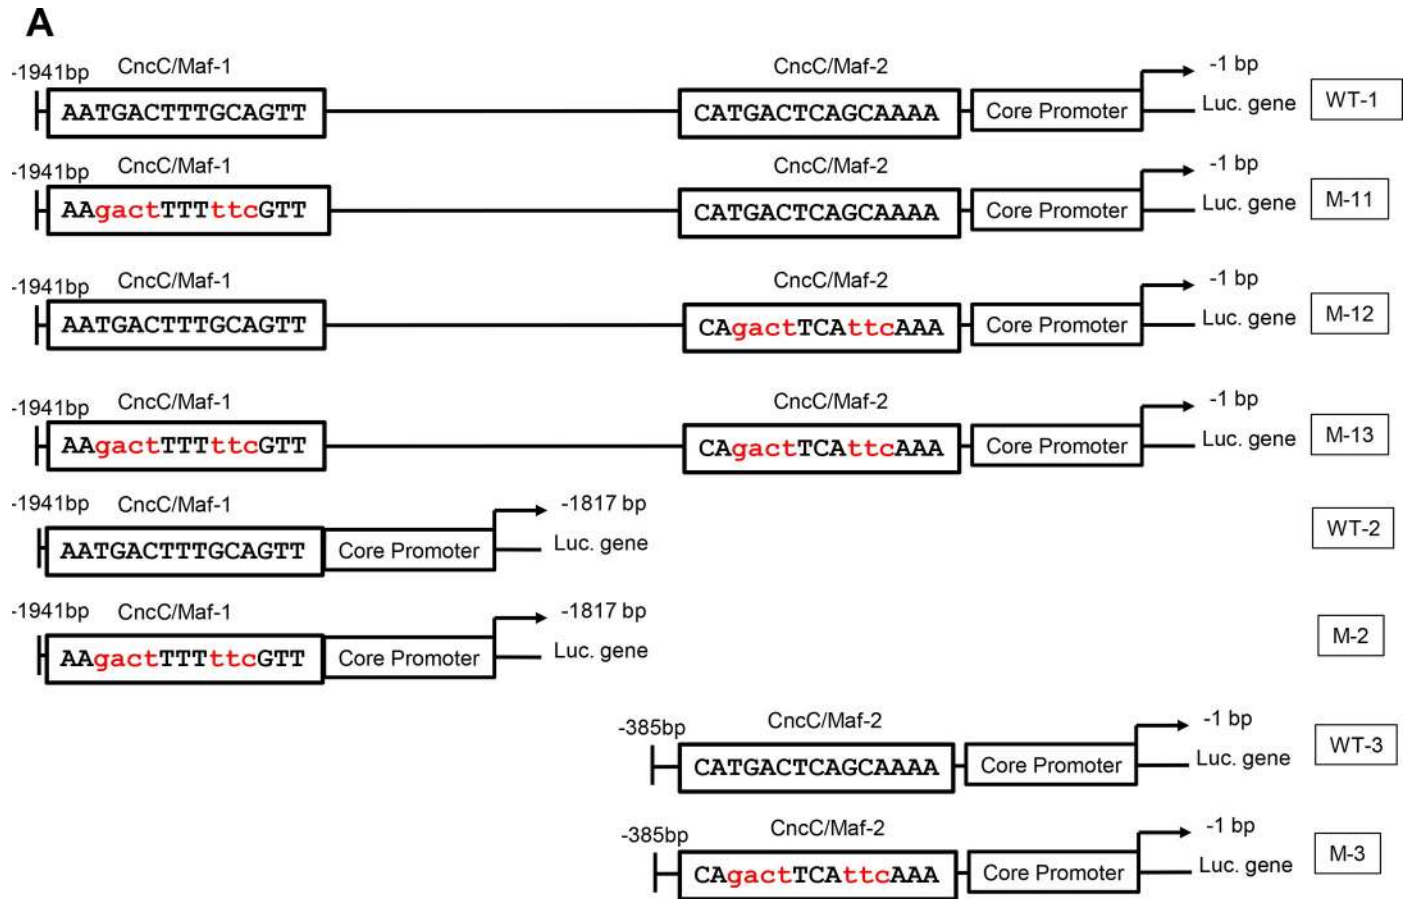 A
-1941bp CncC/Maf-1 CncC/Maf-2 -1 bp
AATGACTTTGCAGTT CATGACTCAGCAAAA Core Promoter Luc. gene WT-1
-1941bp CncC/Maf-1 CncC/Maf-2 -1 bp
AAgactTTTttcGTT CATGACTCAGCAAAA Core Promoter Luc. gene M-11
-1941bp CncC/Maf-1 CncC/Maf-2 -1 bp
AATGACTTTGCAGTT CAgactTCAttcAAA Core Promoter Luc. gene M-12
-1941bp CncC/Maf-1 CncC/Maf-2 -1 bp
AAgactTTTttcGTT CAgactTCAttcAAA Core Promoter Luc. gene M-13
-1941bp CncC/Maf-1 -1817 bp
AATGACTTTGCAGTT Core Promoter Luc. gene WT-2
-1941bp CncC/Maf-1 -1817 bp
AAgactTTTttcGTT Core Promoter Luc. gene M-2
-385bp CncC/Maf-2 -1 bp
CATGACTCAGCAAAA Core Promoter Luc. gene WT-3
-385bp CncC/Maf-2 -1 bp
CAgactTCAttcAAA Core Promoter Luc. gene M-3